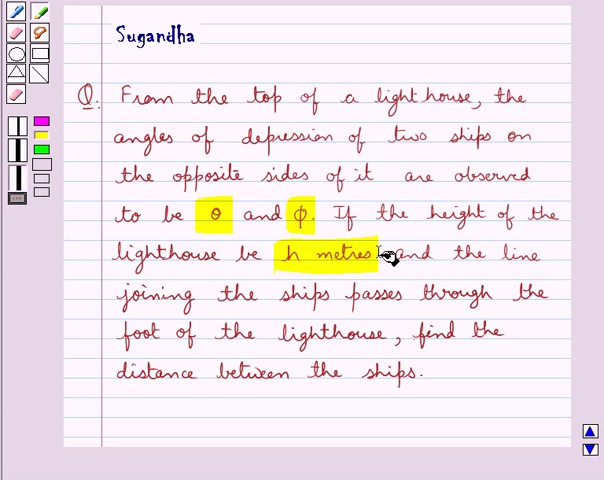 Sugandha
Q. From the top of a light house, the
angles of depression of two ships on
the opposite sides of it are observed
to be θ and φ. If the height of the
lighthouse be h metres and the line
joining the ships passes through the
foot of the lighthouse, find the
distance between the ships.